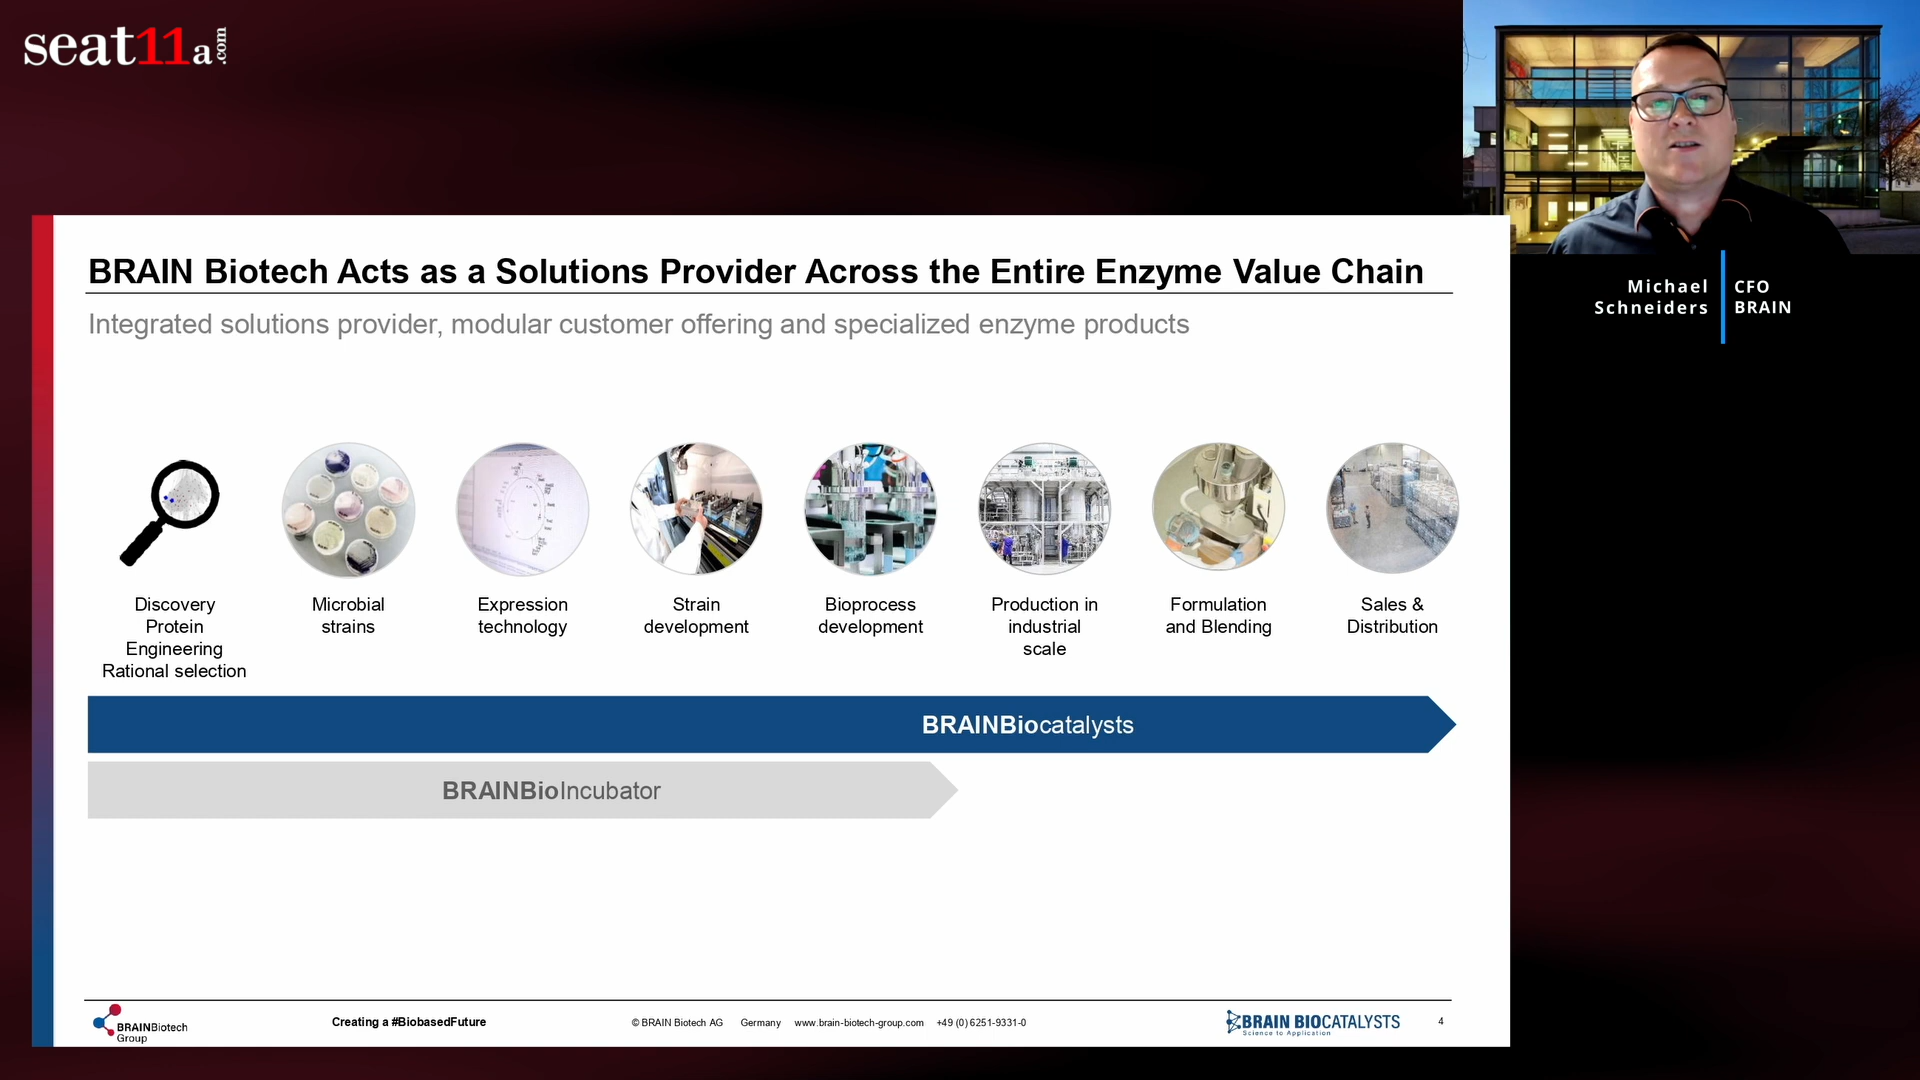 seat11a.com
BRAIN Biotech Acts as a Solutions Provider Across the Entire Enzyme Value Chain
Integrated solutions provider, modular customer offering and specialized enzyme products
Michael
Schneiders
CFO
BRAIN
Discovery
Protein
Engineering
Rational selection
Microbial
strains
Expression
technology
Strain
development
Bioprocess
development
Production in
industrial
scale
Formulation
and Blending
Sales &
Distribution
BRAINBiocatalysts
BRAINBioIncubator
BRAINBiotech
Group
Creating a #BiobasedFuture
© BRAIN Biotech AG Germany www.brain-biotech-group.com +49 (0) 6251-9331-0
BRAIN BIOCATALYSTS
Science to Application
4